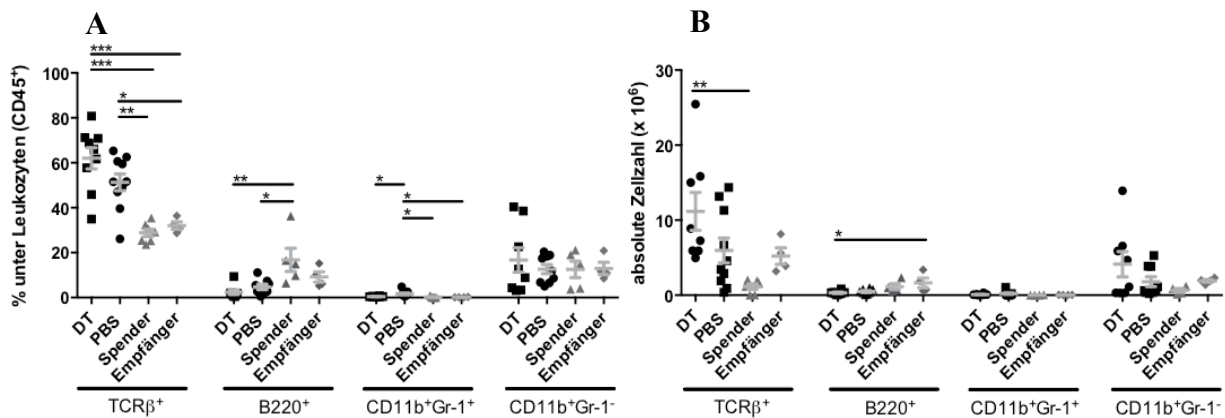 A
% unter Leukozyten (CD45⁺)
100
80
60
40
20
0
***
***
*
**
**
*
*
*
*
DT
PBS
Spender
Empfänger
DT
PBS
Spender
Empfänger
DT
PBS
Spender
Empfänger
DT
PBS
Spender
Empfänger
TCRβ⁺
B220⁺
CD11b⁺Gr-1⁺
CD11b⁺Gr-1⁻
B
absolute Zellzahl (x 10⁶)
30
20
10
0
**
*
DT
PBS
Spender
Empfänger
DT
PBS
Spender
Empfänger
DT
PBS
Spender
Empfänger
DT
PBS
Spender
Empfänger
TCRβ⁺
B220⁺
CD11b⁺Gr-1⁺
CD11b⁺Gr-1⁻